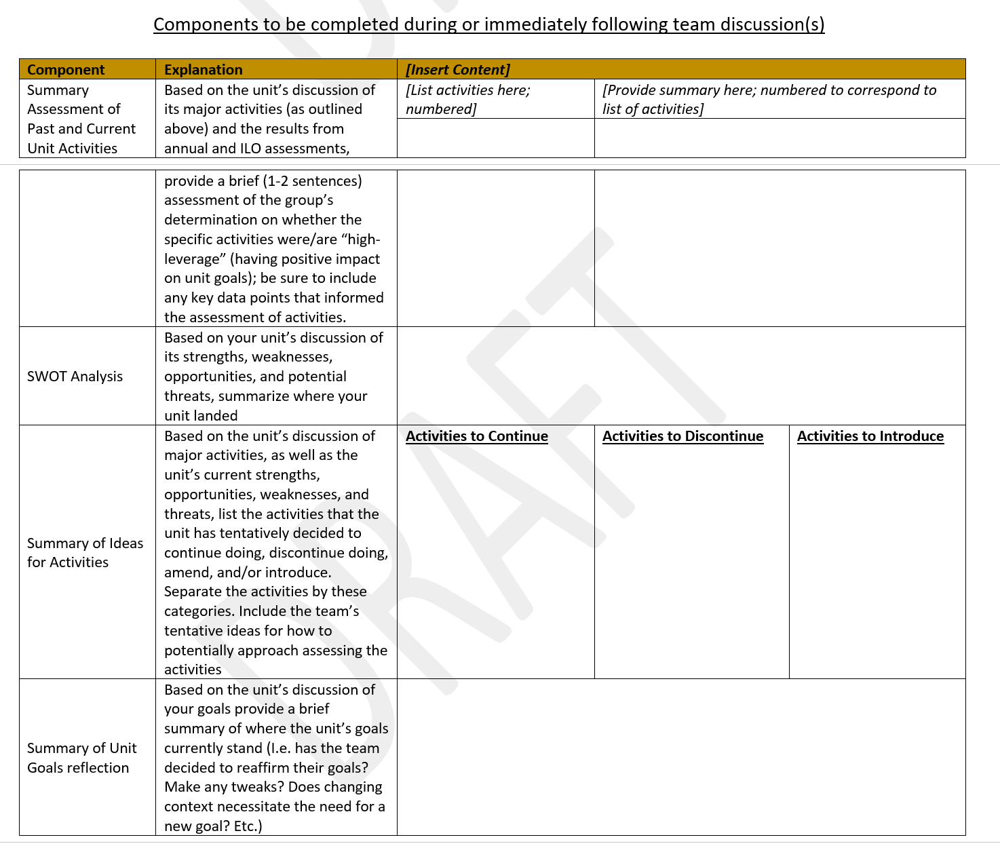 Components to be completed during or immediately following team discussion(s)
Component
Explanation
[Insert Content]
Summary
Assessment of
Past and Current
Unit Activities
Based on the unit’s discussion of
its major activities (as outlined
above) and the results from
annual and ILO assessments,
[List activities here;
numbered]
[Provide summary here; numbered to correspond to
list of activities]
provide a brief (1-2 sentences)
assessment of the group’s
determination on whether the
specific activities were/are “high-
leverage” (having positive impact
on unit goals); be sure to include
any key data points that informed
the assessment of activities.
SWOT Analysis
Based on your unit’s discussion of
its strengths, weaknesses,
opportunities, and potential
threats, summarize where your
unit landed
Summary of Ideas
for Activities
Based on the unit’s discussion of
major activities, as well as the
unit’s current strengths,
opportunities, weaknesses, and
threats, list the activities that the
unit has tentatively decided to
continue doing, discontinue doing,
amend, and/or introduce.
Separate the activities by these
categories. Include the team’s
tentative ideas for how to
potentially approach assessing the
activities
Activities to Continue
Activities to Discontinue
Activities to Introduce
Summary of Unit
Goals reflection
Based on the unit’s discussion of
your goals provide a brief
summary of where the unit’s goals
currently stand (I.e. has the team
decided to reaffirm their goals?
Make any tweaks? Does changing
context necessitate the need for a
new goal? Etc.)
DRAFT